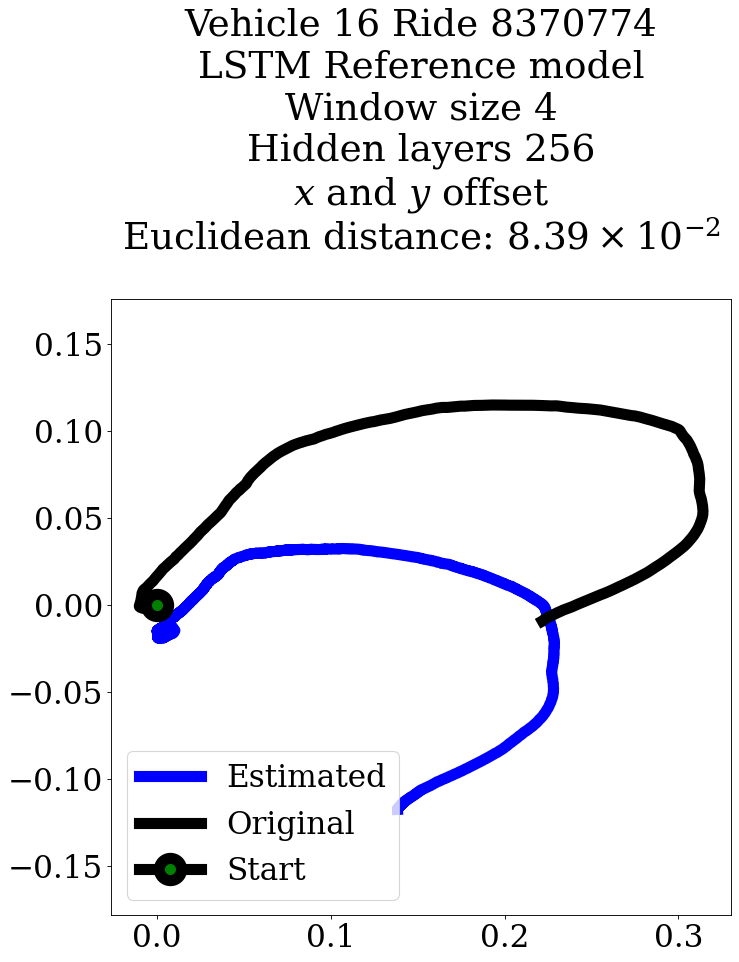 Vehicle 16 Ride 8370774
LSTM Reference model
Window size 4
Hidden layers 256
x and y offset
Euclidean distance: 8.39 × 10⁻²
0.15
0.10
0.05
0.00
−0.05
−0.10
−0.15
Estimated
Original
Start
0.0 0.1 0.2 0.3